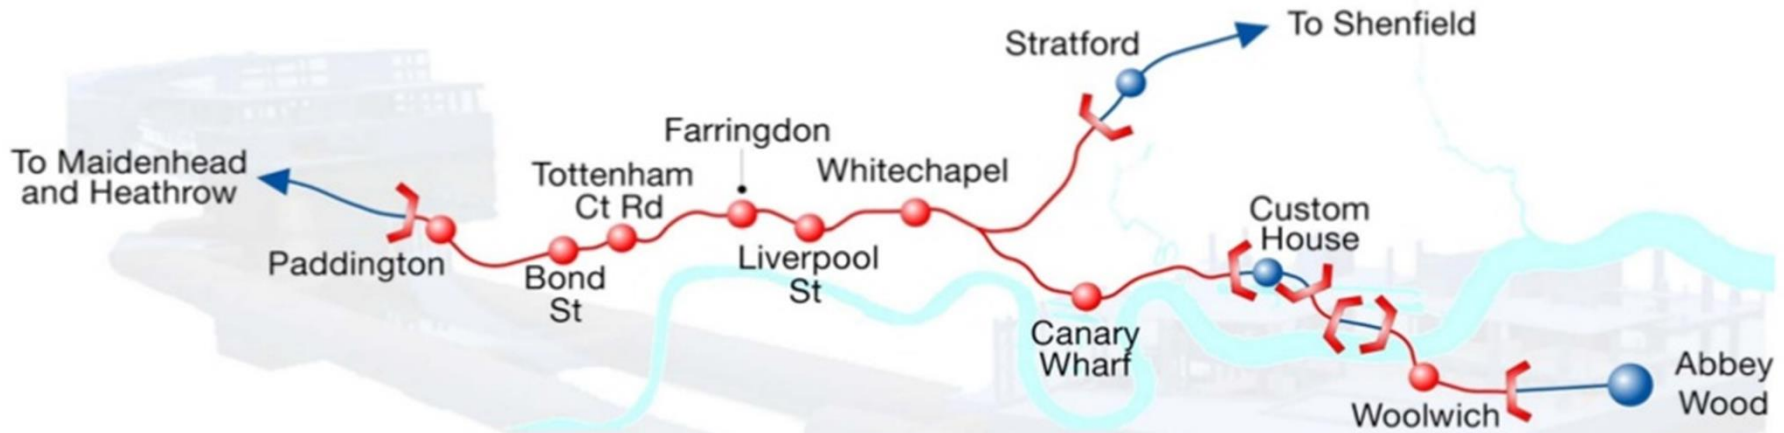 To Maidenhead
and Heathrow
Paddington
Bond
St
Tottenham
Ct Rd
Farringdon
Liverpool
St
Whitechapel
Stratford
To Shenfield
Canary
Wharf
Custom
House
Woolwich
Abbey
Wood